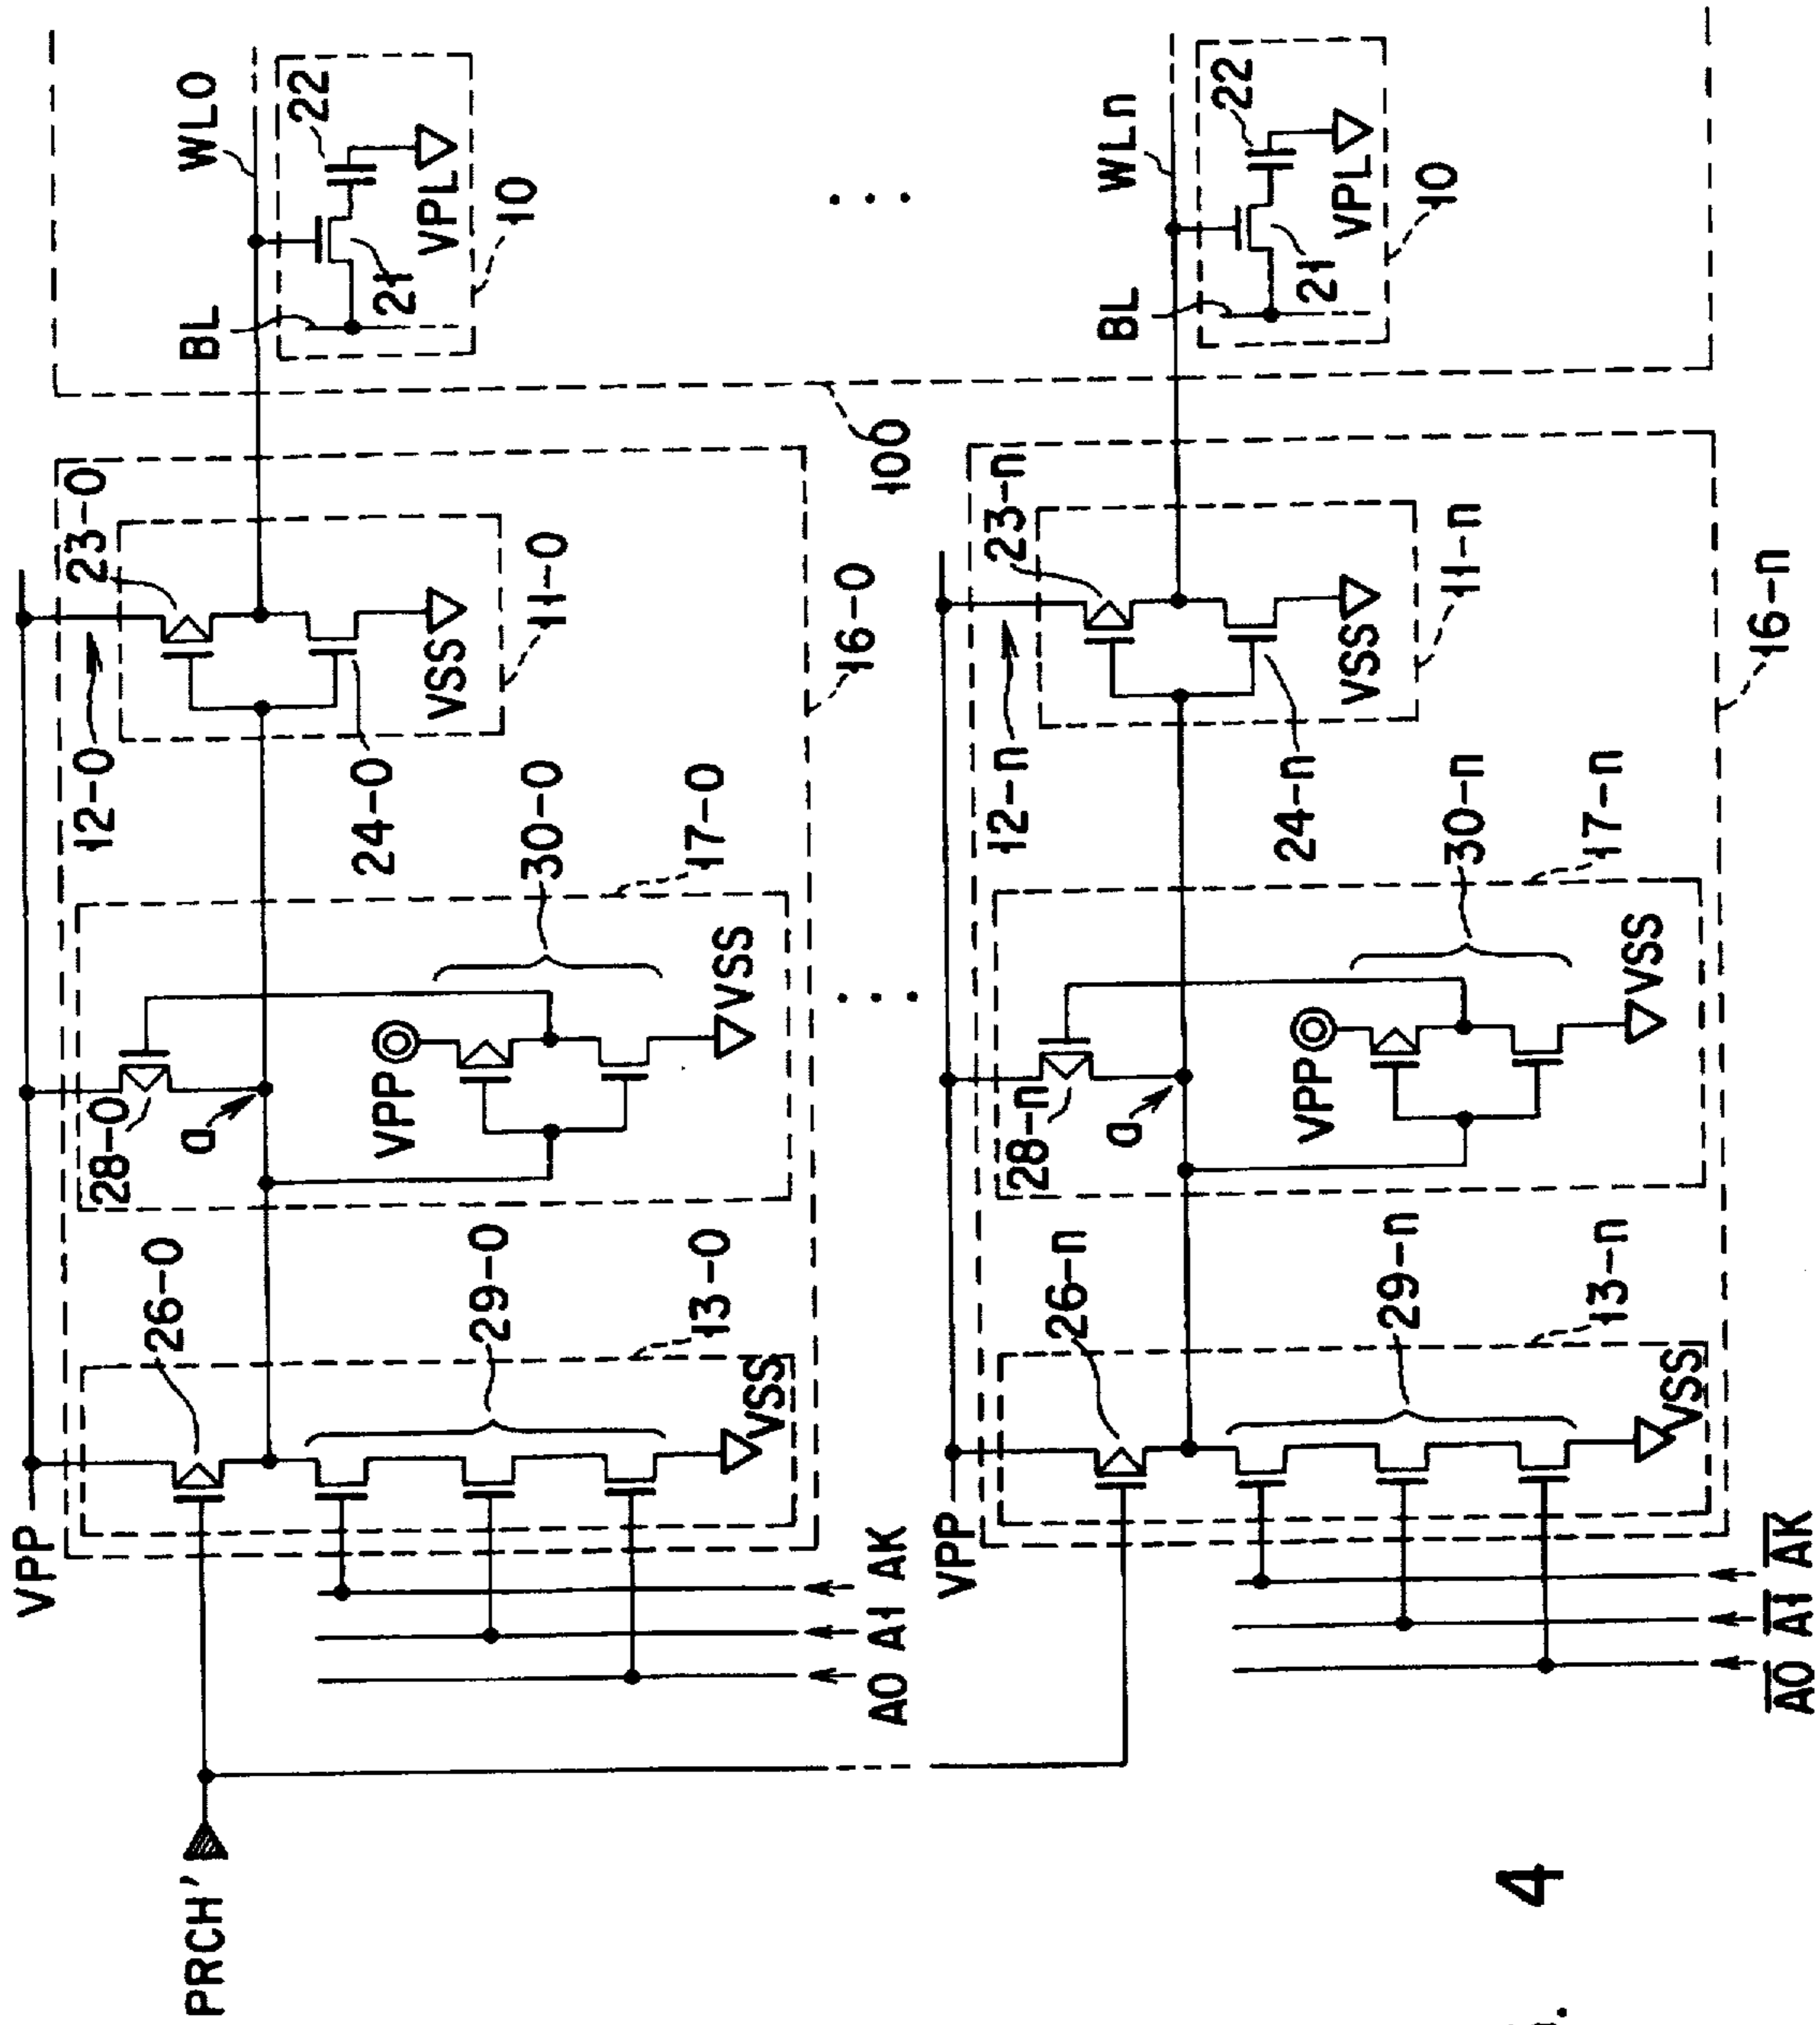 VPP
PRCH'
26-0
29-0
13-0
VSS
A0 A1 AK
28-0
a
VPP
30-0
VSS
17-0
12-0
23-0
24-0
VSS
11-0
16-0
100
BL
WL0
21
22
VPL
10
...
...
VPP
26-n
29-n
13-n
VSS
A̅0̅ A̅1̅ A̅K̅
28-n
a
VPP
30-n
VSS
17-n
12-n
23-n
24-n
VSS
11-n
16-n
BL
WLn
21
22
VPL
10
4